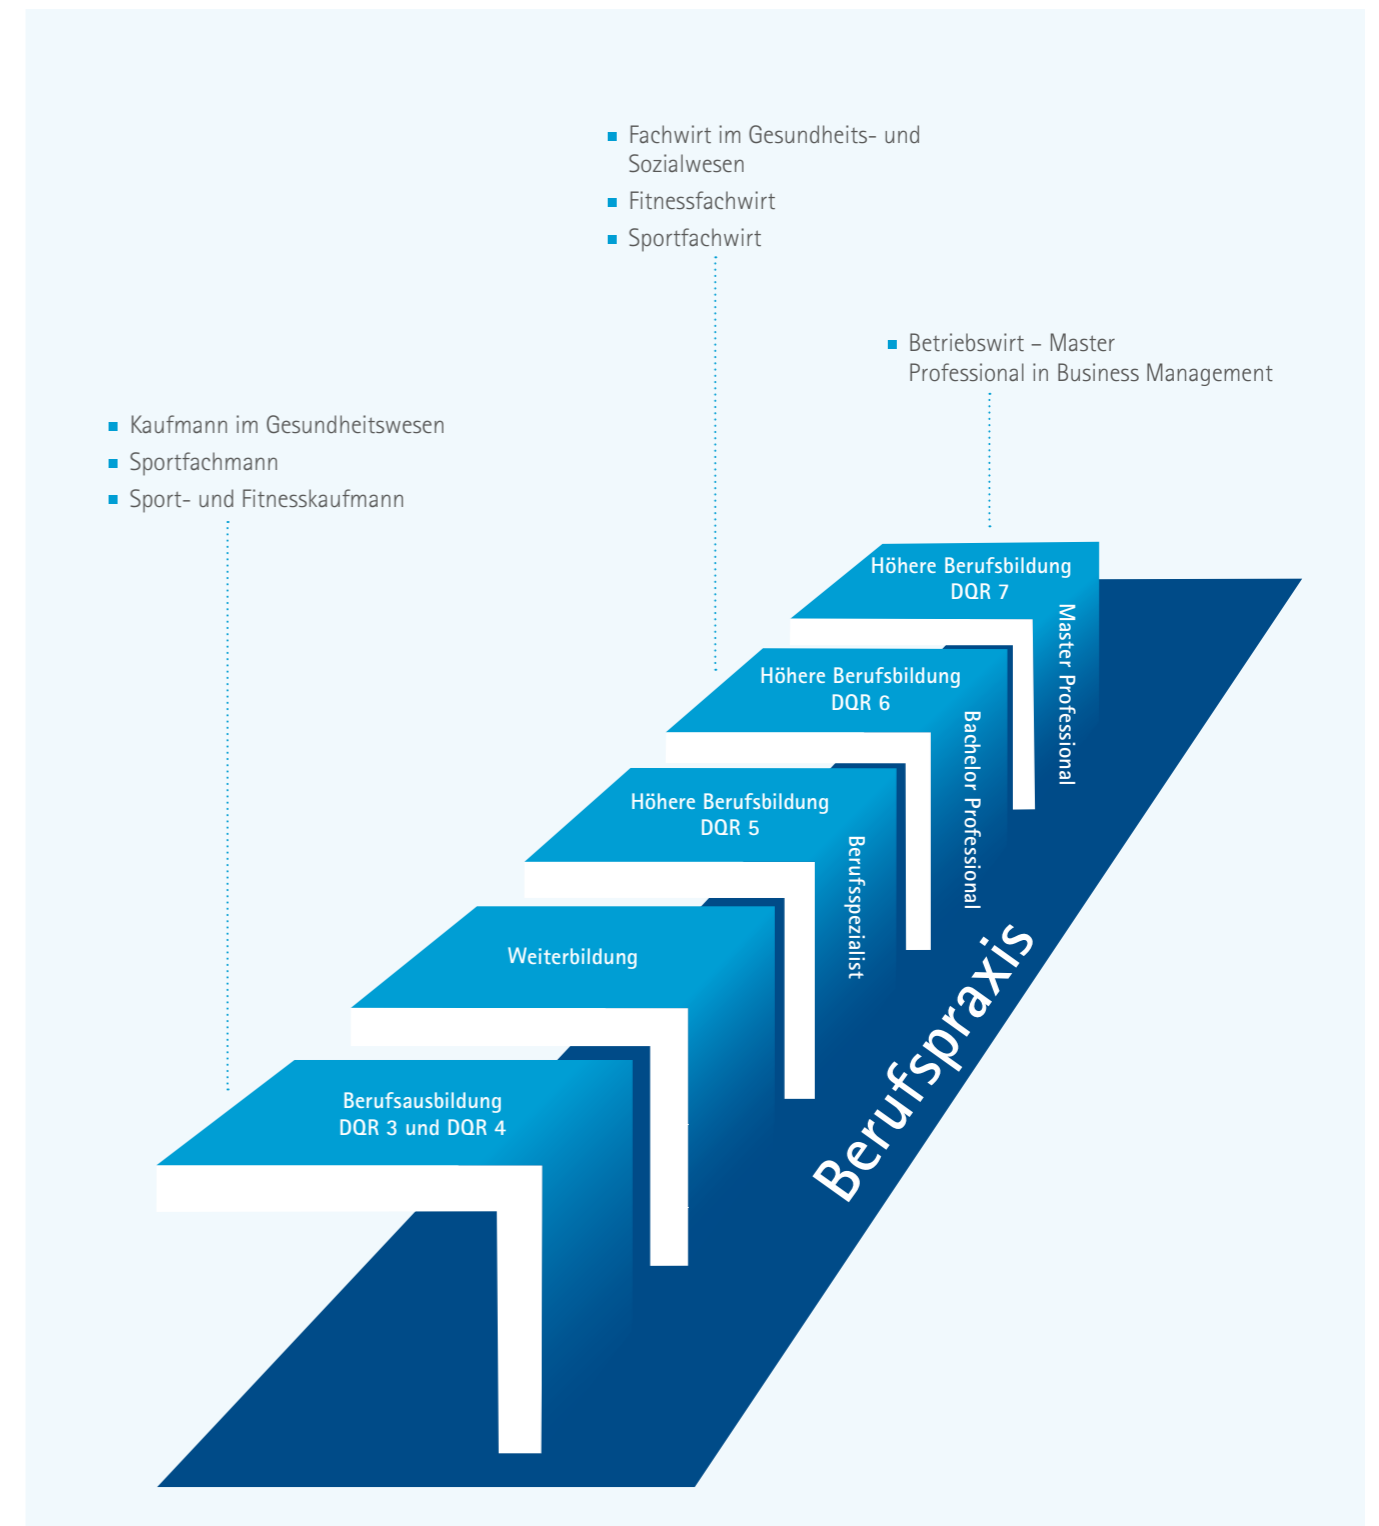 Fachwirt im Gesundheits- und
Sozialwesen
Fitnessfachwirt
Sportfachwirt
Betriebswirt – Master
Professional in Business Management
Kaufmann im Gesundheitswesen
Sportfachmann
Sport- und Fitnesskaufmann
Höhere Berufsbildung
DQR 7
Master Professional
Höhere Berufsbildung
DQR 6
Bachelor Professional
Höhere Berufsbildung
DQR 5
Berufsspezialist
Weiterbildung
Berufsausbildung
DQR 3 und DQR 4
Berufspraxis